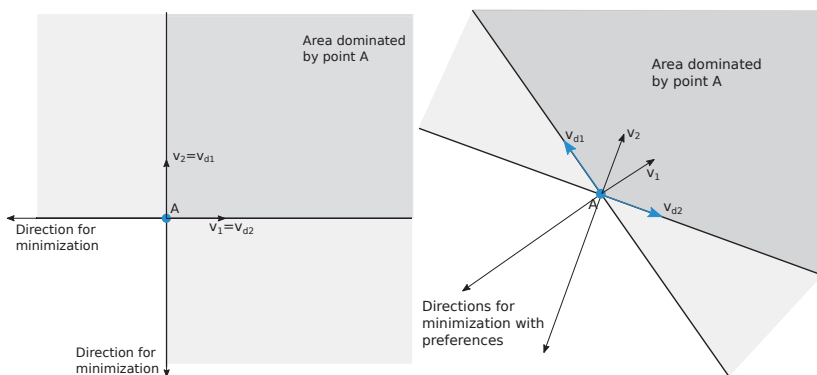 Area dominated
by point A
v2=vd1
A
v1=vd2
Direction for
minimization
Direction for
minimization
Area dominated
by point A
vd1
v2
v1
A
vd2
Directions for
minimization with
preferences